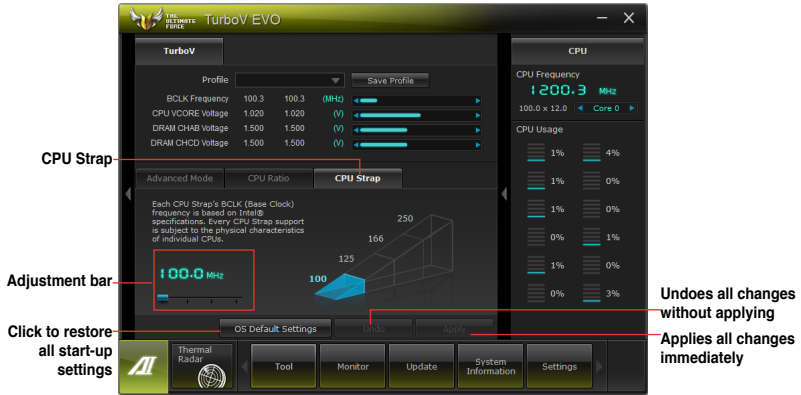 THE ULTIMATE FORCE TurboV EVO
TurboV
Profile
Save Profile
BCLK Frequency 100.3 100.3 (MHz)
CPU VCORE Voltage 1.020 1.020 (V)
DRAM CHAB Voltage 1.500 1.500 (V)
DRAM CHCD Voltage 1.500 1.500 (V)
CPU Strap
Advanced Mode CPU Ratio CPU Strap
Each CPU Strap's BCLK (Base Clock)
frequency is based on Intel®
specifications. Every CPU Strap support
is subject to the physical characteristics
of individual CPUs.
250
166
125
100
Adjustment bar
100.0 MHz
Click to restore
all start-up
settings
OS Default Settings Undo Apply
Undoes all changes
without applying
Applies all changes
immediately
CPU
CPU Frequency
1200.3 MHz
100.0 x 12.0 Core 0
CPU Usage
1% 4%
1% 0%
1% 0%
0% 1%
1% 0%
0% 3%
Thermal
Radar
Tool
Monitor
Update
System
Information
Settings